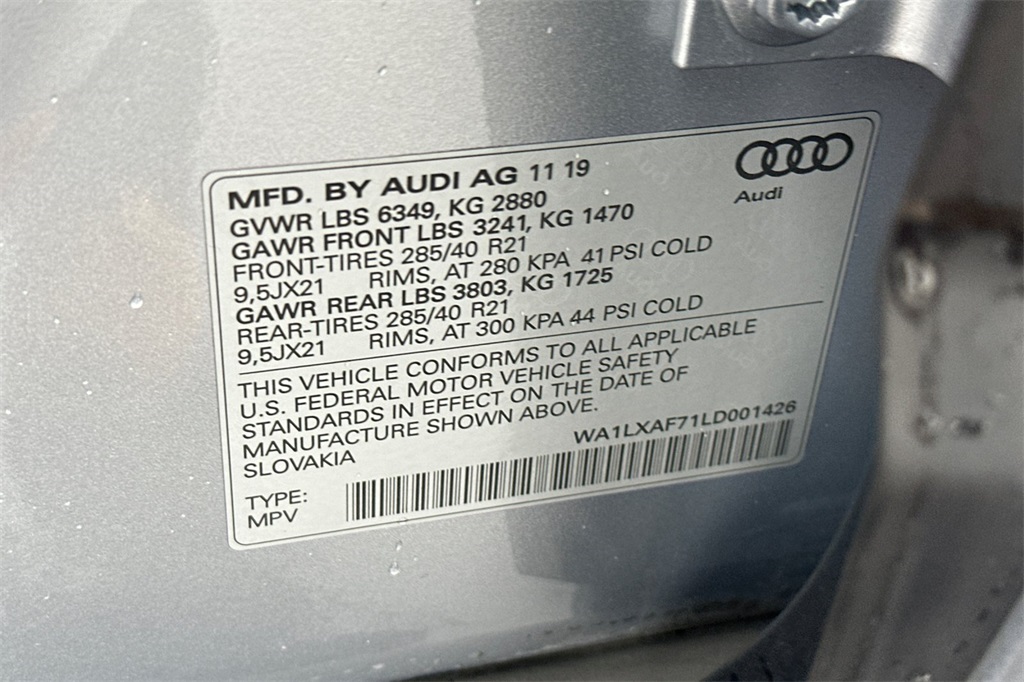 MFD. BY AUDI AG 11 19
GVWR LBS 6349, KG 2880
GAWR FRONT LBS 3241, KG 1470
FRONT-TIRES 285/40 R21
9,5JX21 RIMS, AT 280 KPA 41 PSI COLD
GAWR REAR LBS 3803, KG 1725
REAR-TIRES 285/40 R21
9,5JX21 RIMS, AT 300 KPA 44 PSI COLD
Audi
THIS VEHICLE CONFORMS TO ALL APPLICABLE
U.S. FEDERAL MOTOR VEHICLE SAFETY
STANDARDS IN EFFECT ON THE DATE OF
MANUFACTURE SHOWN ABOVE.
SLOVAKIA
WA1LXAF71LD001426
TYPE:
MPV